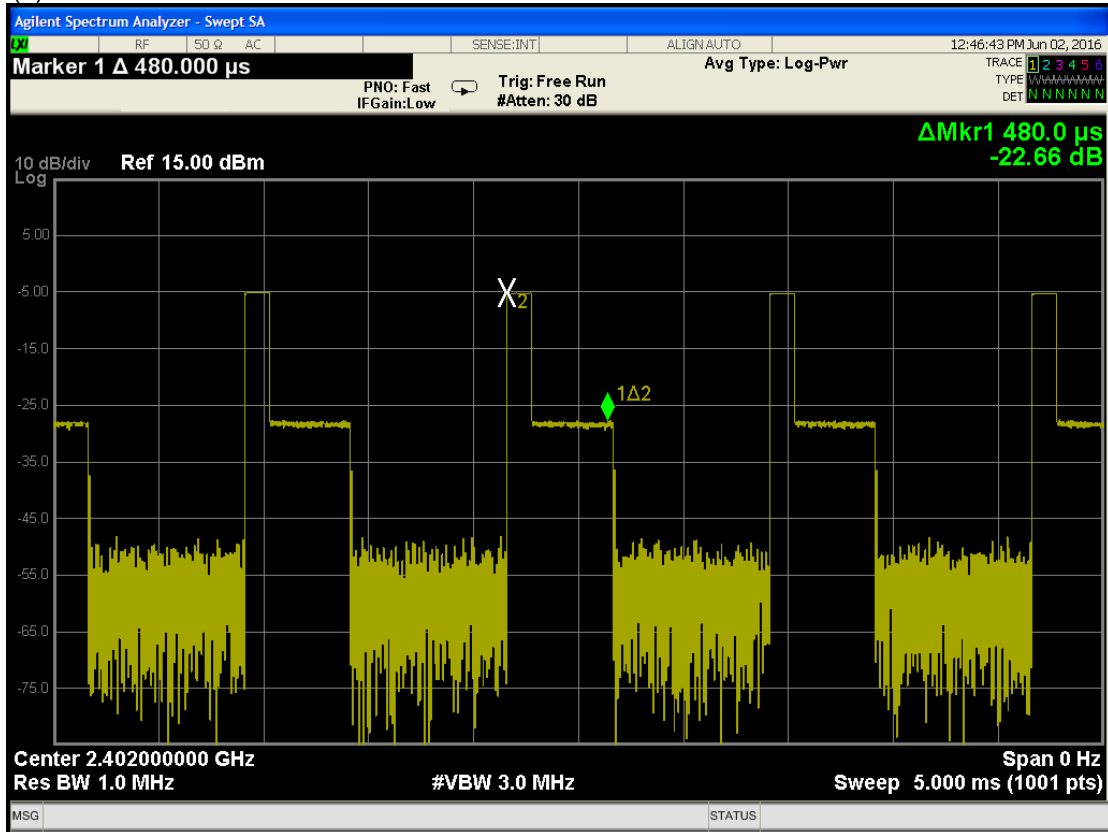 Agilent Spectrum Analyzer - Swept SA
LXI RF 50 Ω AC SENSE:INT ALIGN AUTO 12:46:43 PM Jun 02, 2016
Marker 1 Δ 480.000 µs
PNO: Fast
IFGain:Low
Trig: Free Run
#Atten: 30 dB
Avg Type: Log-Pwr
TRACE 1 2 3 4 5 6
TYPE
DET N N N N N N
ΔMkr1 480.0 µs
-22.66 dB
10 dB/div Ref 15.00 dBm
Log
5.00
-5.00
X2
-15.0
1Δ2
-25.0
-35.0
-45.0
-55.0
-65.0
-75.0
Center 2.402000000 GHz Span 0 Hz
Res BW 1.0 MHz #VBW 3.0 MHz Sweep 5.000 ms (1001 pts)
MSG STATUS